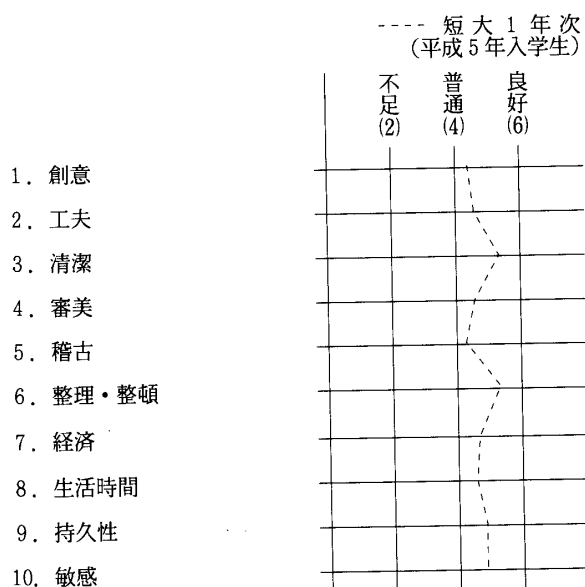 ---- 短大1年次
(平成5年入学生)
不足(2)
普通(4)
良好(6)
1. 創意
2. 工夫
3. 清潔
4. 審美
5. 稽古
6. 整理・整頓
7. 経済
8. 生活時間
9. 持久性
10. 敏感